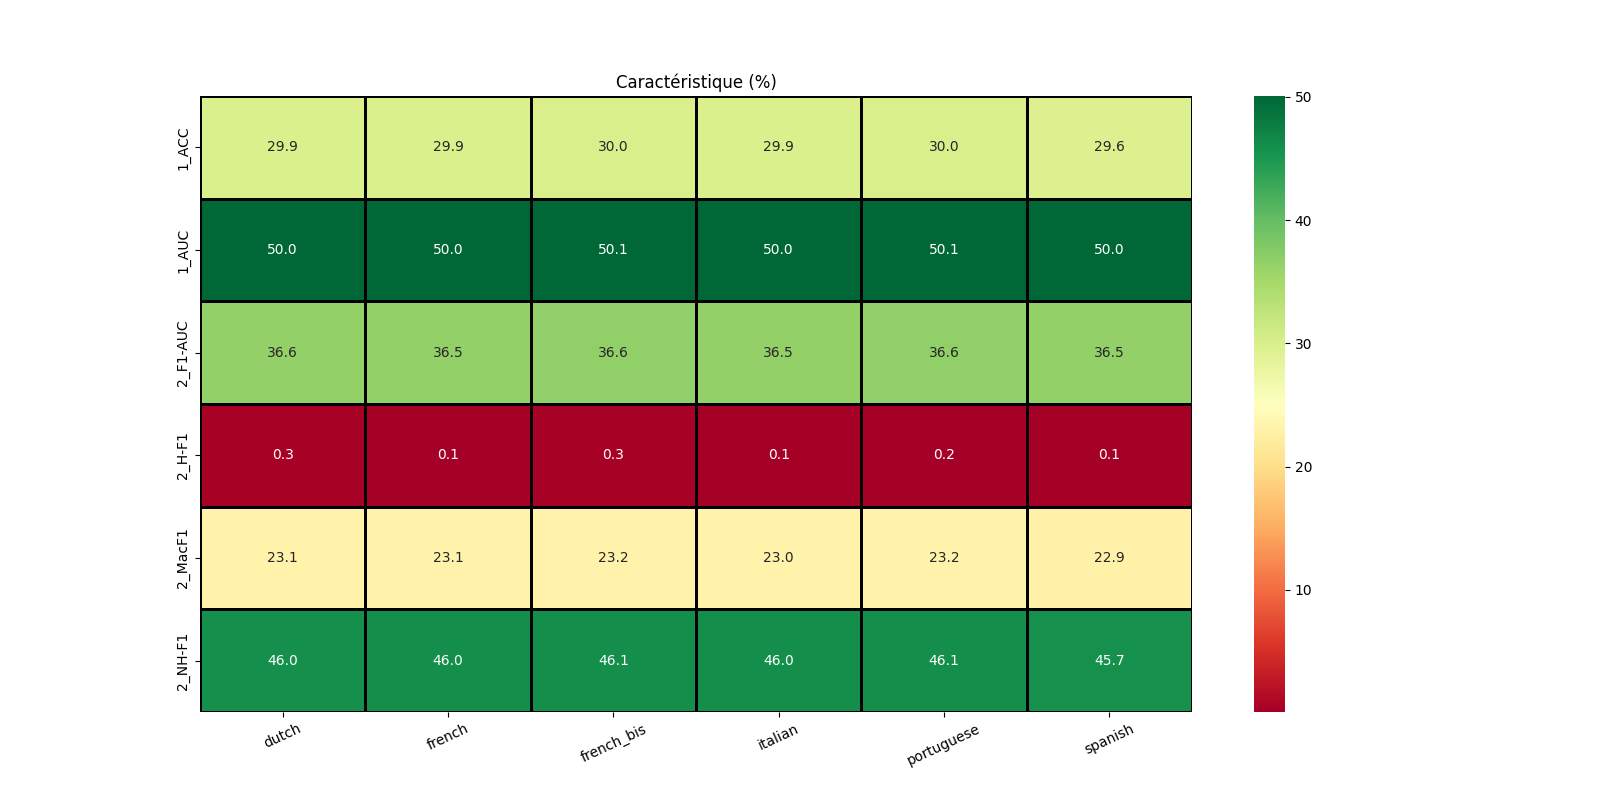 Caractéristique (%)
1_ACC 29.9 29.9 30.0 29.9 30.0 29.6
1_AUC 50.0 50.0 50.1 50.0 50.1 50.0
2_F1-AUC 36.6 36.5 36.6 36.5 36.6 36.5
2_H-F1 0.3 0.1 0.3 0.1 0.2 0.1
2_MacF1 23.1 23.1 23.2 23.0 23.2 22.9
2_NH-F1 46.0 46.0 46.1 46.0 46.1 45.7
dutch french french_bis italian portuguese spanish
50
40
30
20
10